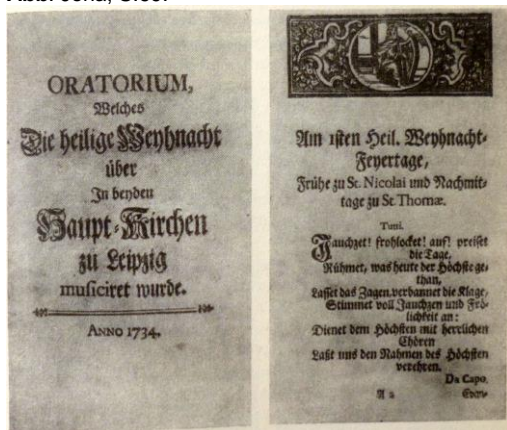 ORATORIUM,
Welches
Die heilige Weyhnacht
über
In beyden
Haupt-Kirchen
zu Leipzig
musiciret wurde.
ANNO 1734.
Am 1sten Heil. Weyhnacht-
Feyertage,
Frühe zu St. Nicolai und Nachmit-
tage zu St. Thomæ.
Tutti.
Jauchzet! frohlocket! auf! preiset
die Tage,
Rühmet, was heute der Höchste ge-
than,
Lasset das Zagen, verbannet die Klage,
Stimmet voll Jauchzen und Frö-
lichkeit an:
Dienet dem Höchsten mit herrlichen
Chören
Laßt uns den Nahmen des Höchsten
verehren.
Da Capo.
A 2
Evan-